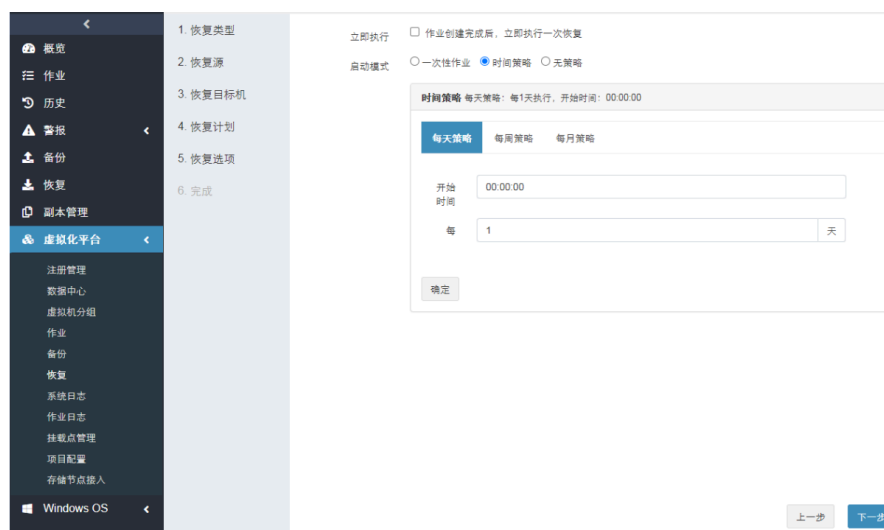 概览
作业
历史
警报
备份
恢复
副本管理
虚拟化平台
注册管理
数据中心
虚拟机分组
作业
备份
恢复
系统日志
作业日志
挂载点管理
项目配置
存储节点接入
Windows OS
1. 恢复类型
2. 恢复源
3. 恢复目标机
4. 恢复计划
5. 恢复选项
6. 完成
立即执行 作业创建完成后，立即执行一次恢复
启动模式 一次性作业 时间策略 无策略
时间策略 每天策略：每1天执行，开始时间：00:00:00
每天策略 每周策略 每月策略
开始
时间
00:00:00
每 1 天
确定
上一步 下一步